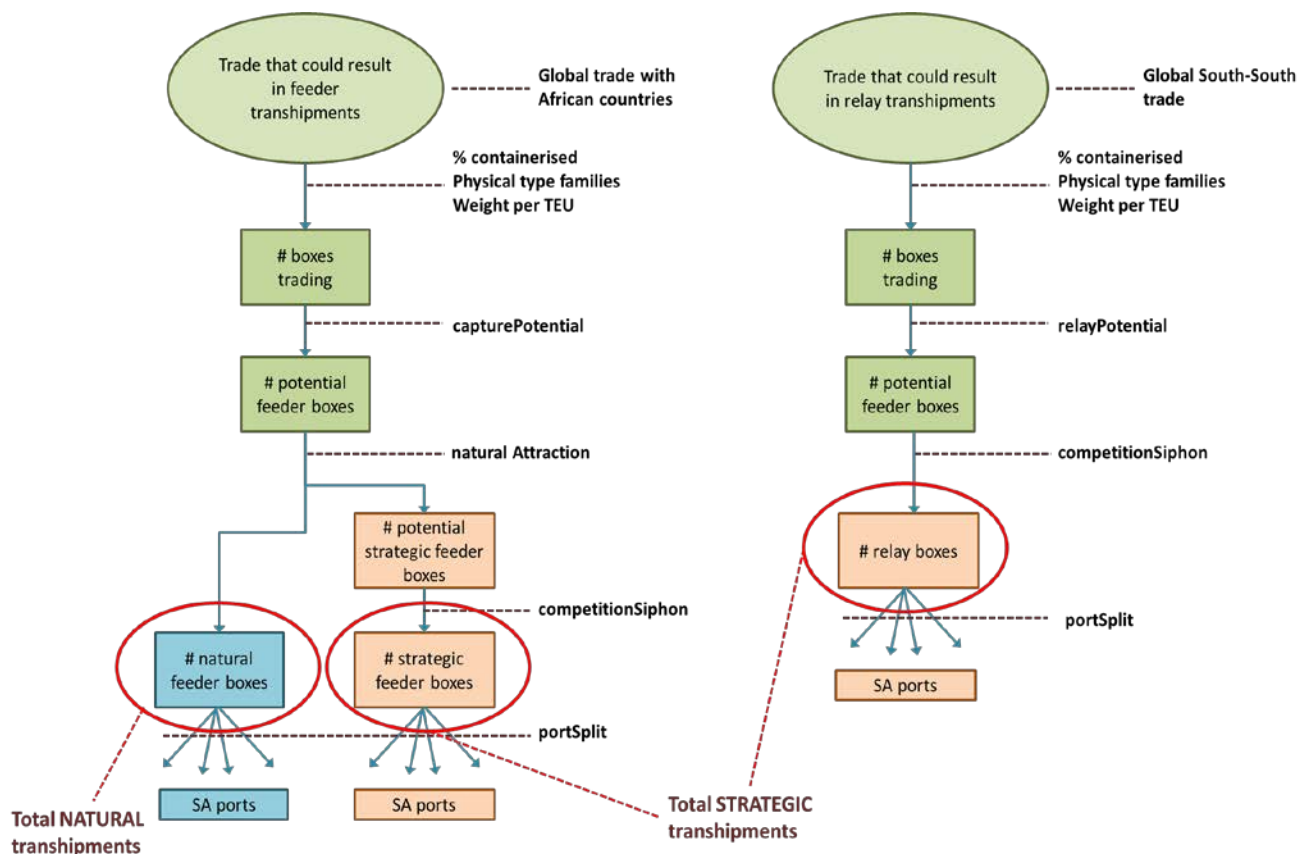 Trade that could result
in feeder
transhipments
Global trade with
African countries
% containerised
Physical type families
Weight per TEU
# boxes
trading
capturePotential
# potential
feeder boxes
natural Attraction
# potential
strategic feeder
boxes
competitionSiphon
# natural
feeder boxes
# strategic
feeder boxes
portSplit
SA ports
SA ports
Total NATURAL
transhipments
Trade that could result
in relay transhipments
Global South-South
trade
% containerised
Physical type families
Weight per TEU
# boxes
trading
relayPotential
# potential
feeder boxes
competitionSiphon
# relay boxes
portSplit
SA ports
Total STRATEGIC
transhipments